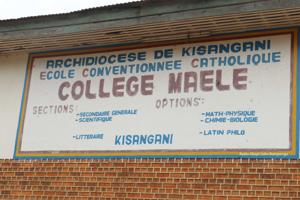 ARCHIDIOCESE DE KISANGANI
ECOLE CONVENTIONNEE CATHOLIQUE
COLLEGE MAELE
SECTIONS: OPTIONS:
-SECONDAIRE GENERALE -MATH-PHYSIQUE
-SCIENTIFIQUE -CHIMIE-BIOLOGIE
-LITTERAIRE KISANGANI -LATIN PHILO